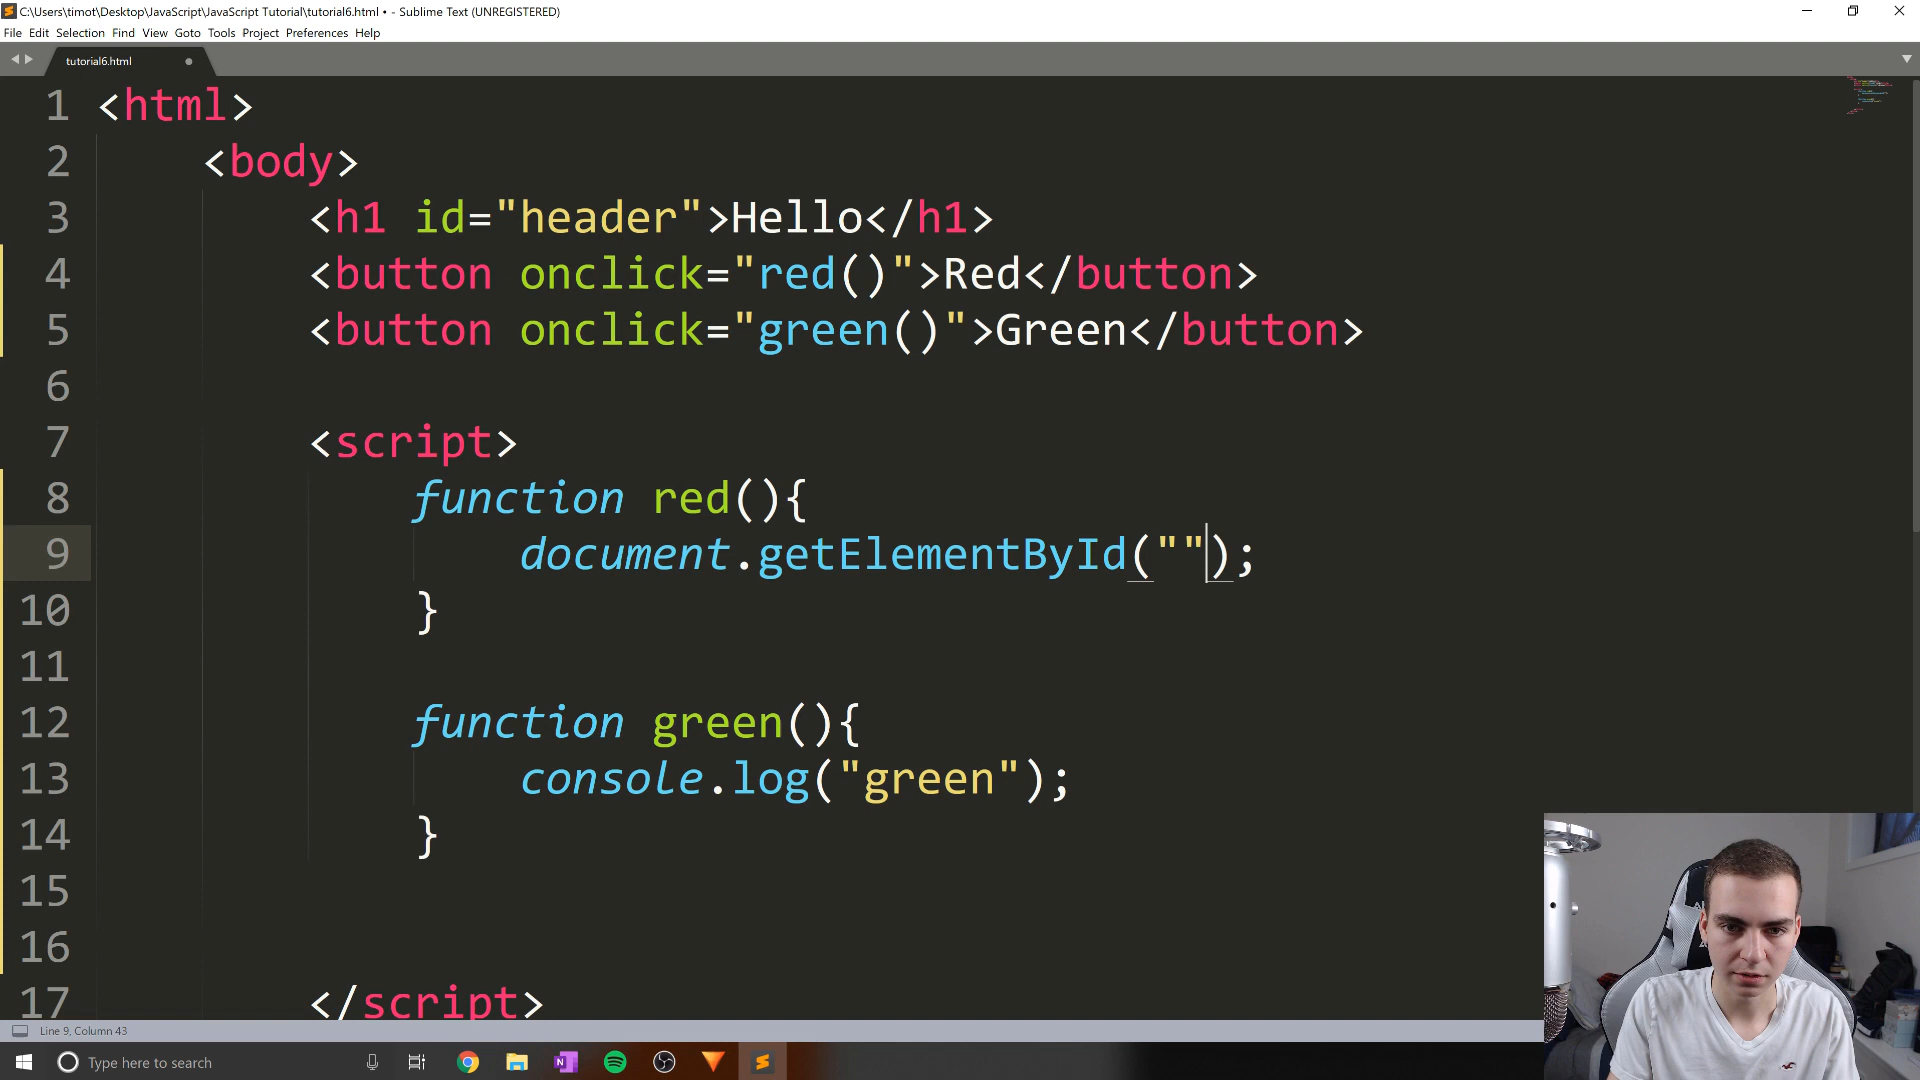 C:\Users\timot\Desktop\JavaScript\JavaScript Tutorial\tutorial6.html • - Sublime Text (UNREGISTERED)
File Edit Selection Find View Goto Tools Project Preferences Help
tutorial6.html
1 <html>
2 <body>
3 <h1 id="header">Hello</h1>
4 <button onclick="red()">Red</button>
5 <button onclick="green()">Green</button>
6
7 <script>
8 function red(){
9 document.getElementById("");
10 }
11
12 function green(){
13 console.log("green");
14 }
15
16
17 </script>
Line 9, Column 43
Type here to search